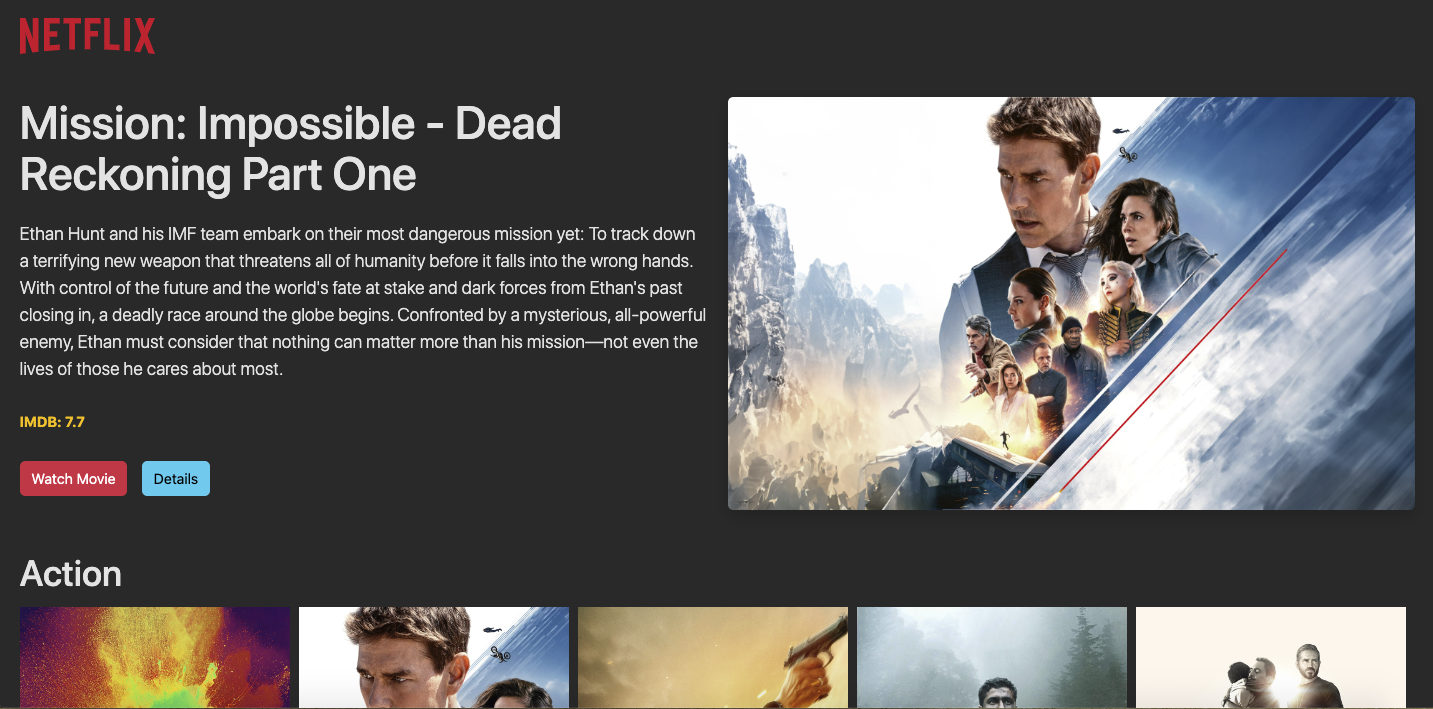 NETFLIX
Mission: Impossible - Dead
Reckoning Part One
Ethan Hunt and his IMF team embark on their most dangerous mission yet: To track down
a terrifying new weapon that threatens all of humanity before it falls into the wrong hands.
With control of the future and the world's fate at stake and dark forces from Ethan's past
closing in, a deadly race around the globe begins. Confronted by a mysterious, all-powerful
enemy, Ethan must consider that nothing can matter more than his mission—not even the
lives of those he cares about most.
IMDB: 7.7
Watch Movie
Details
Action